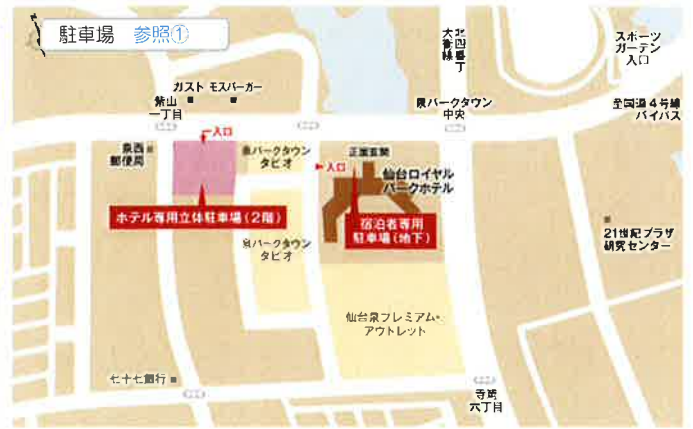 駐車場 参照①
北四番丁
大衡線
スポーツ
ガーデン
入口
ガスト モスバーガー
紫山
一丁目
泉パークタウン
中央
至国道4号線
バイパス
入口
泉西
郵便局
泉パークタウン
タピオ
正面玄関
入口
仙台ロイヤル
パークホテル
ホテル専用立体駐車場(2階)
宿泊者専用
駐車場(地下)
21世紀プラザ
研究センター
泉パークタウン
タピオ
仙台泉プレミアム・
アウトレット
七十七銀行
寺岡
六丁目